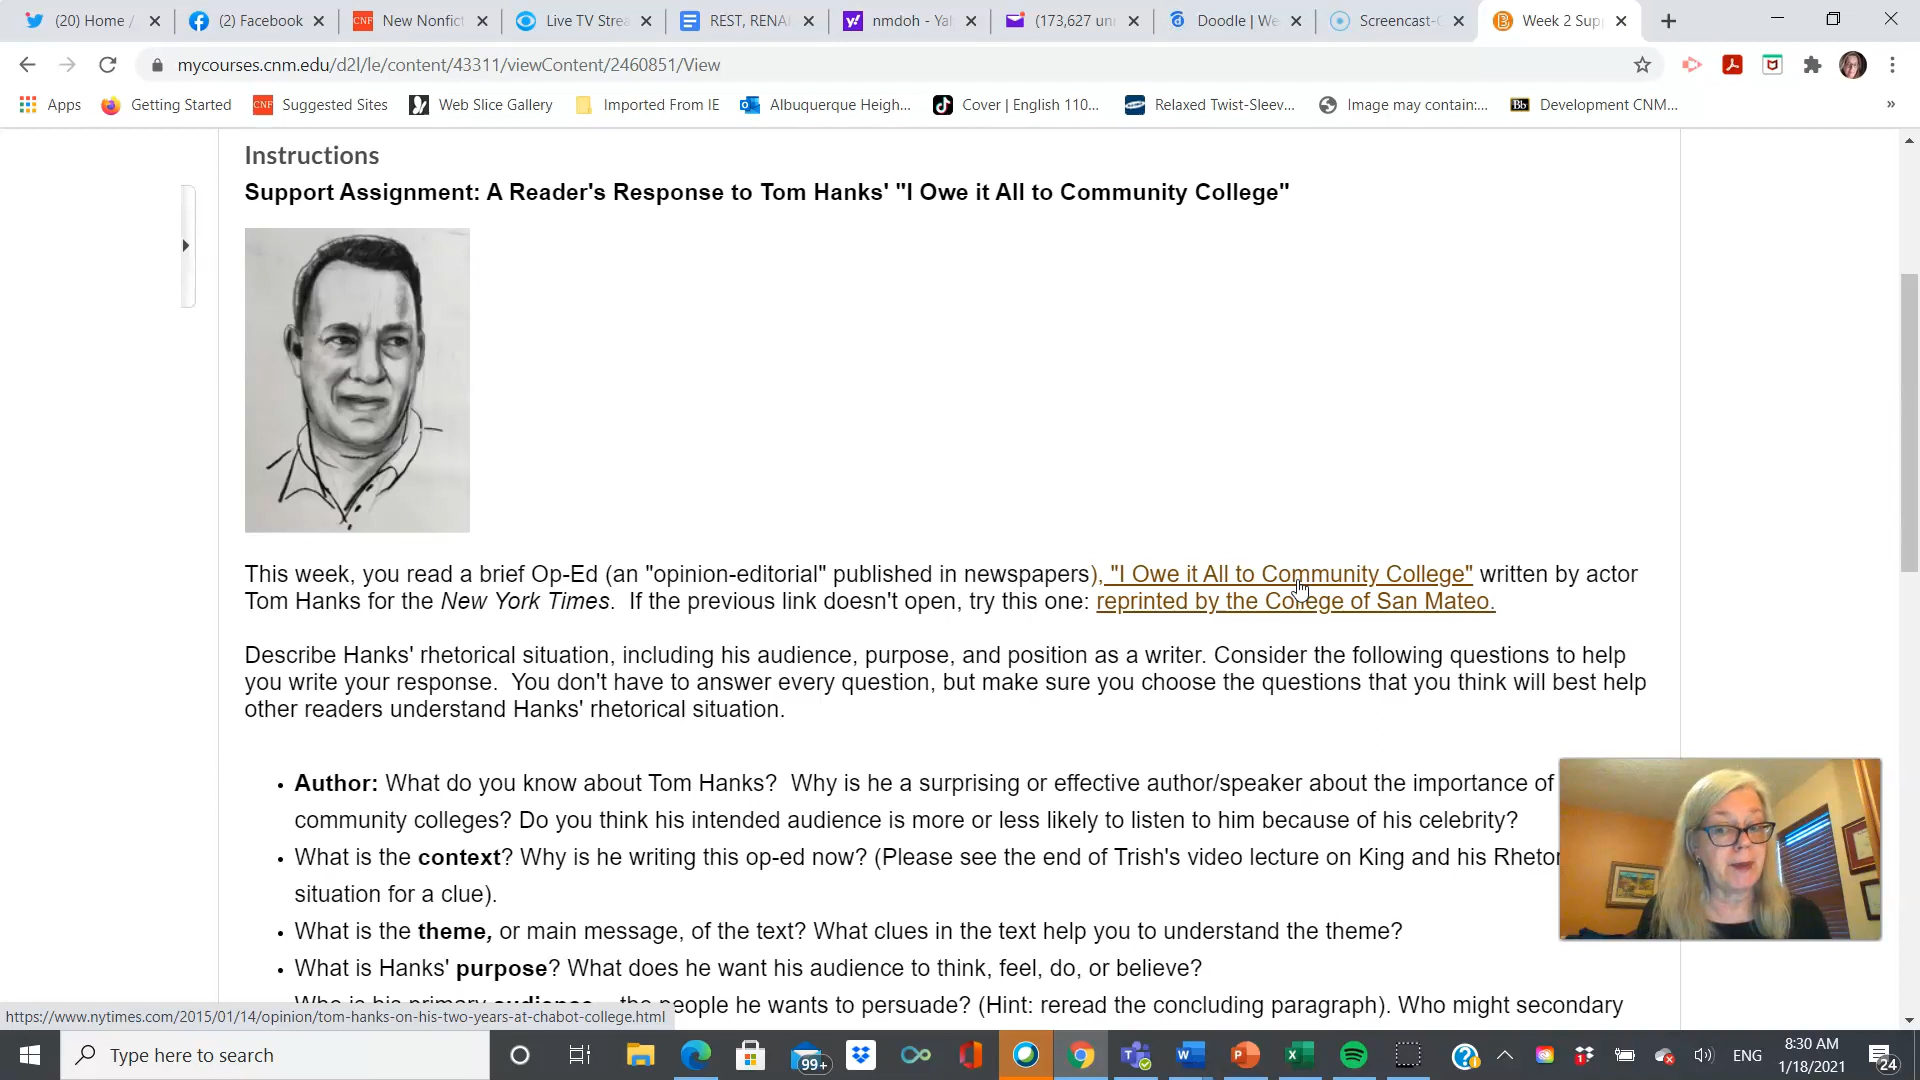 (20) Home /
(2) Facebook
New Nonfict
Live TV Strea
REST, RENA
nmdoh - Ya
(173,627 un
Doodle | We
Screencast-O
Week 2 Sup
mycourses.cnm.edu/d2l/le/content/43311/viewContent/2460851/View
Apps
Getting Started
CNF Suggested Sites
Web Slice Gallery
Imported From IE
Albuquerque Heigh...
Cover | English 110...
Relaxed Twist-Sleev...
Image may contain:...
Bb Development CNM...
Instructions
Support Assignment: A Reader's Response to Tom Hanks' "I Owe it All to Community College"
This week, you read a brief Op-Ed (an "opinion-editorial" published in newspapers), "I Owe it All to Community College" written by actor
Tom Hanks for the New York Times. If the previous link doesn't open, try this one: reprinted by the College of San Mateo.
Describe Hanks' rhetorical situation, including his audience, purpose, and position as a writer. Consider the following questions to help
you write your response. You don't have to answer every question, but make sure you choose the questions that you think will best help
other readers understand Hanks' rhetorical situation.
• Author: What do you know about Tom Hanks? Why is he a surprising or effective author/speaker about the importance of
community colleges? Do you think his intended audience is more or less likely to listen to him because of his celebrity?
• What is the context? Why is he writing this op-ed now? (Please see the end of Trish's video lecture on King and his Rhetor
situation for a clue).
• What is the theme, or main message, of the text? What clues in the text help you to understand the theme?
• What is Hanks' purpose? What does he want his audience to think, feel, do, or believe?
Who is his primary audience – the people he wants to persuade? (Hint: reread the concluding paragraph). Who might secondary
https://www.nytimes.com/2015/01/14/opinion/tom-hanks-on-his-two-years-at-chabot-college.html
Type here to search
99+
ENG
8:30 AM
1/18/2021
24